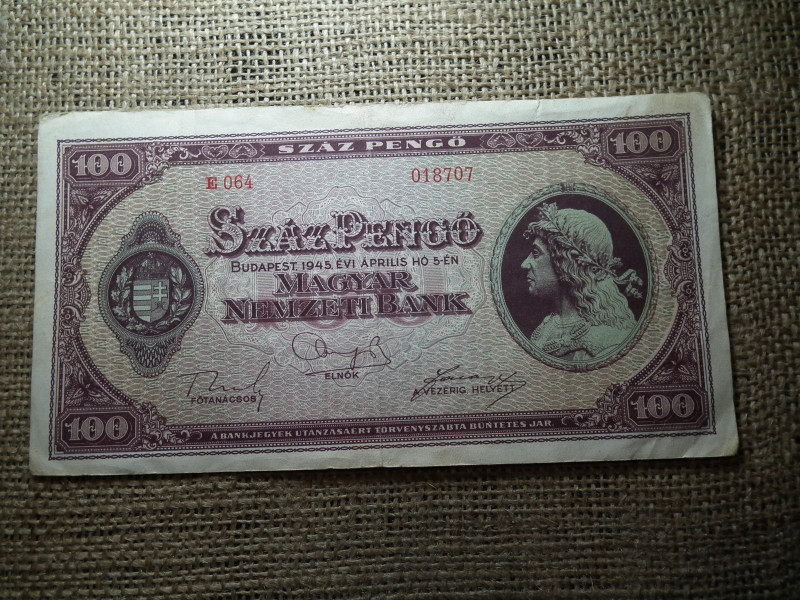 100 SZÁZ PENGŐ 100
E 064 018707
SZÁZ PENGŐ
BUDAPEST, 1945. ÉVI ÁPRILIS HÓ 5-ÉN
MAGYAR
NEMZETI BANK
FŐTANÁCSOS
ELNÖK
A VEZÉRIG. HELYETT
100 100
A BANKJEGYEK UTÁNZÁSÁÉRT TÖRVÉNYSZABTA BÜNTETÉS JÁR.